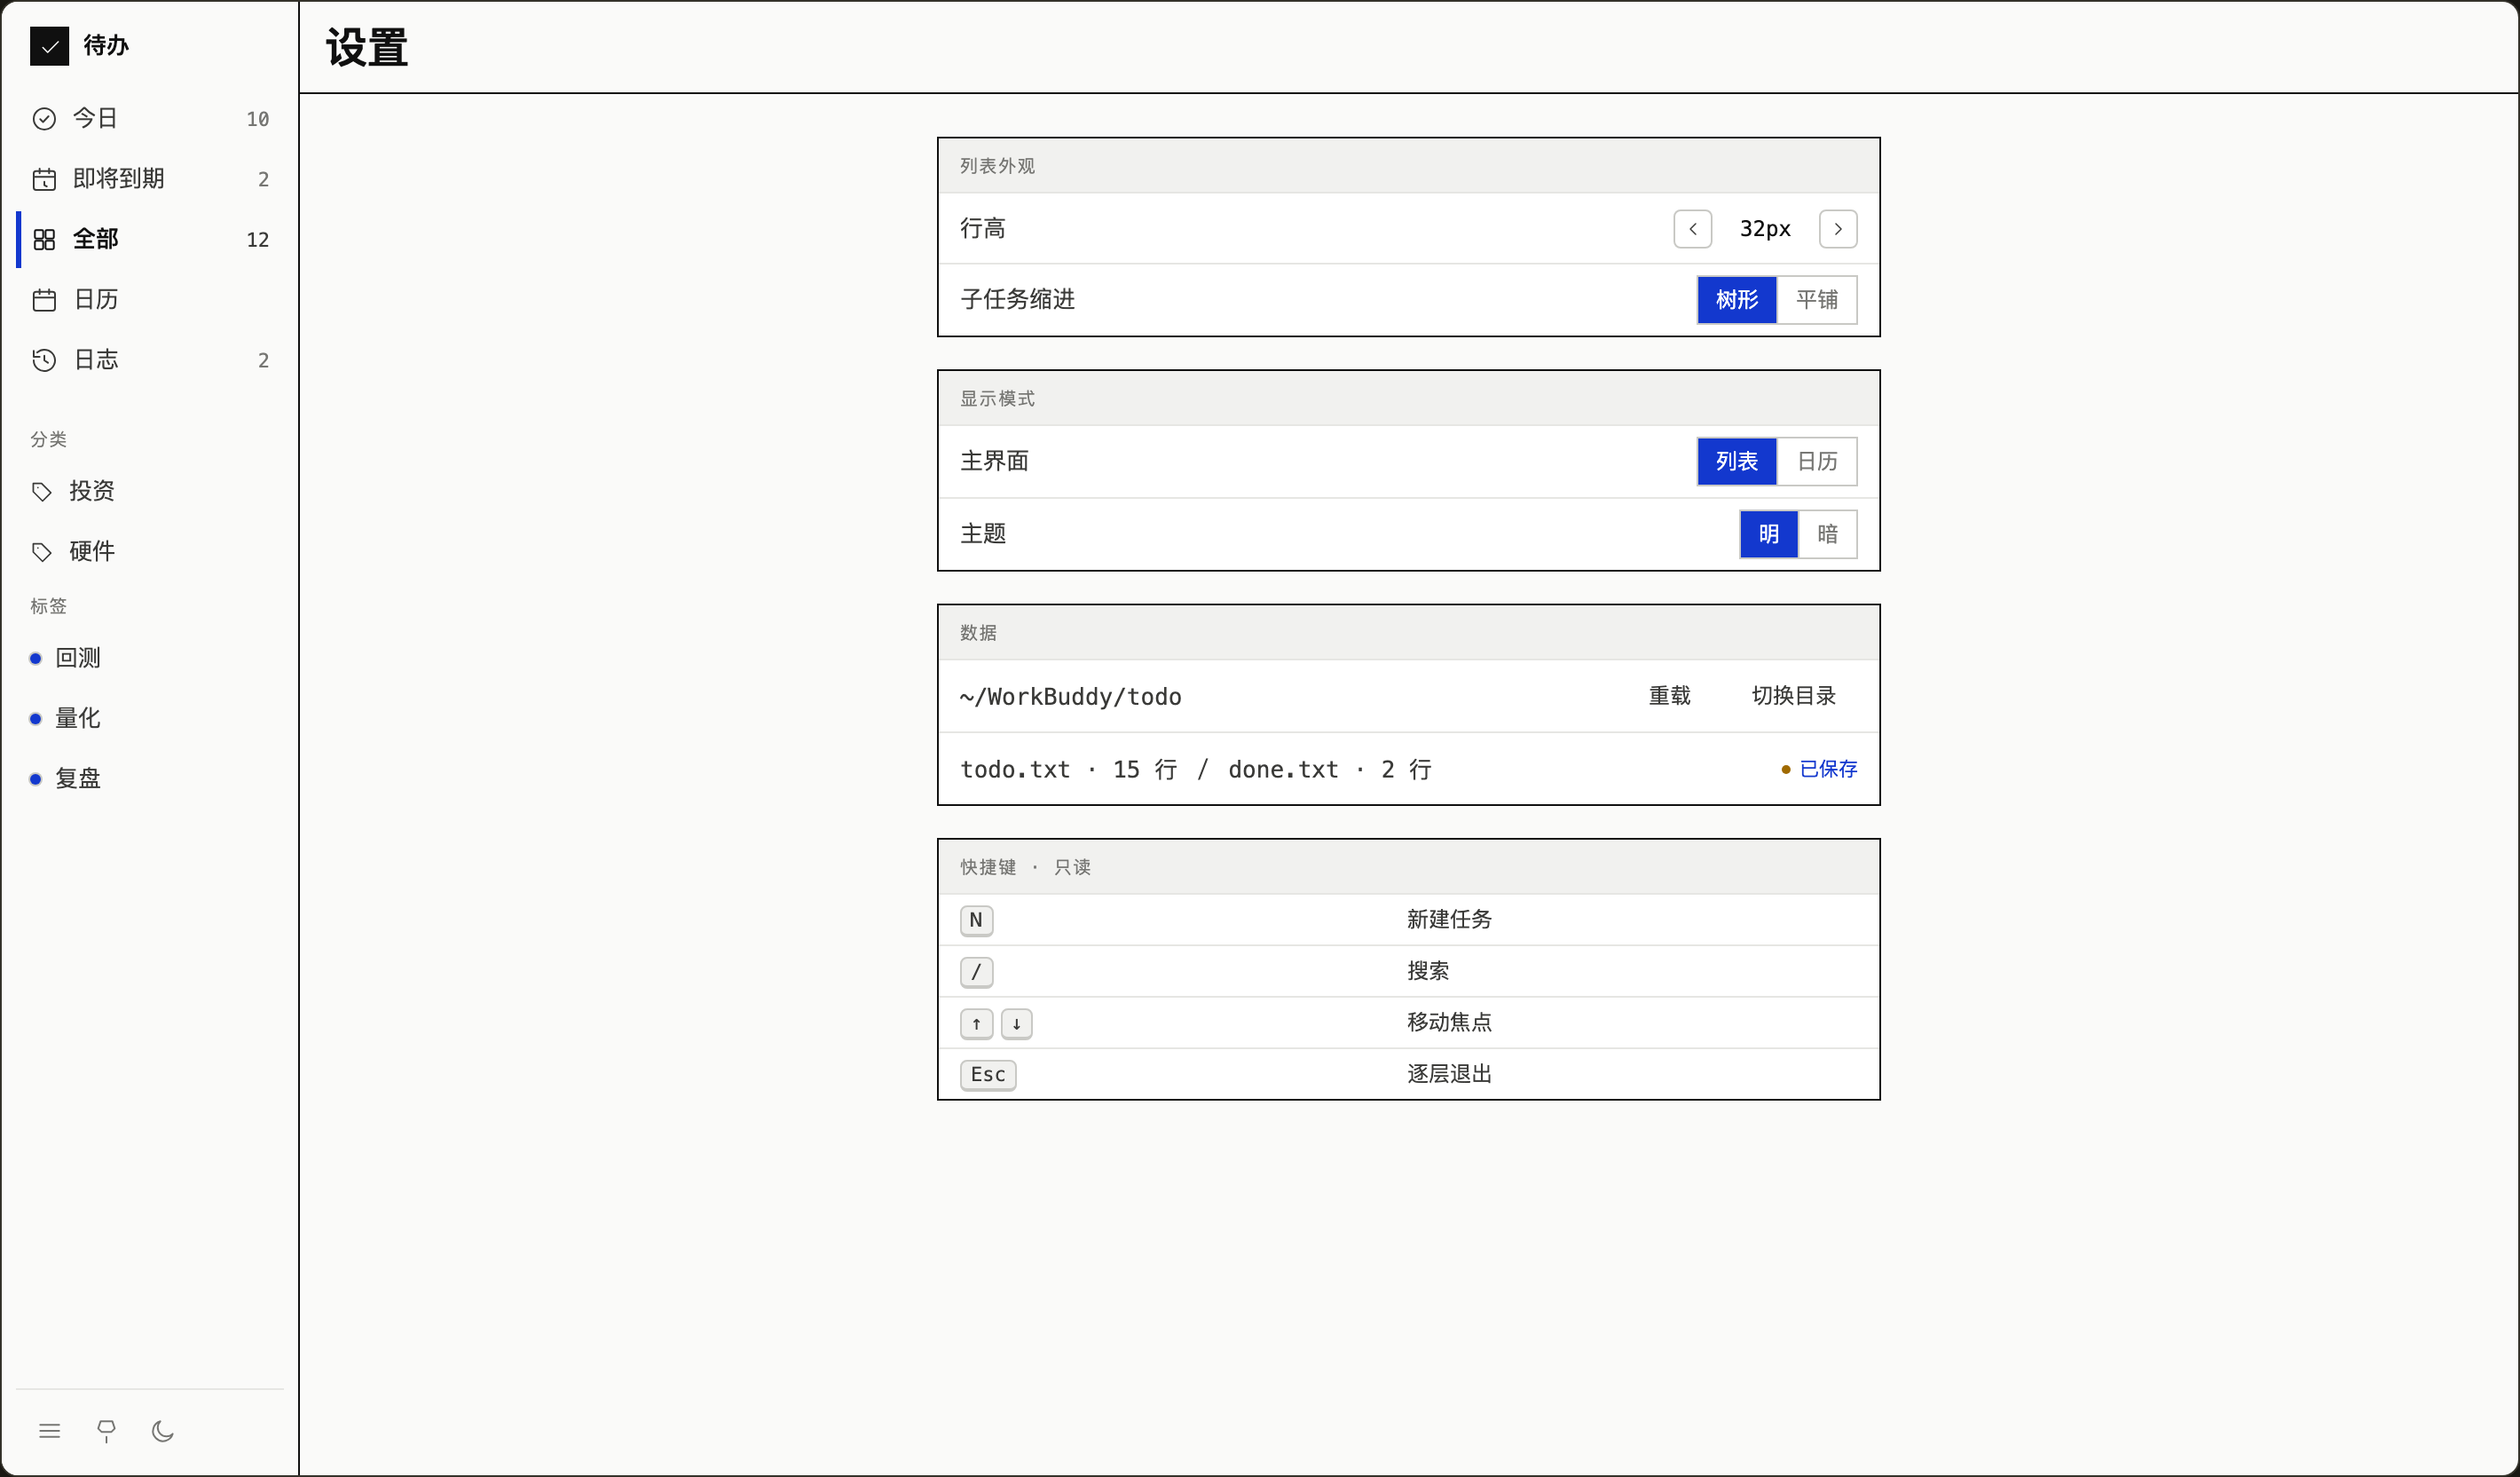 待办
今日 10
即将到期 2
全部 12
日历
日志 2
分类
投资
硬件
标签
回测
量化
复盘
设置
列表外观
行高 32px
子任务缩进 树形 平铺
显示模式
主界面 列表 日历
主题 明 暗
数据
~/WorkBuddy/todo 重载 切换目录
todo.txt · 15 行 / done.txt · 2 行 已保存
快捷键 · 只读
N 新建任务
/ 搜索
↑ ↓ 移动焦点
Esc 逐层退出